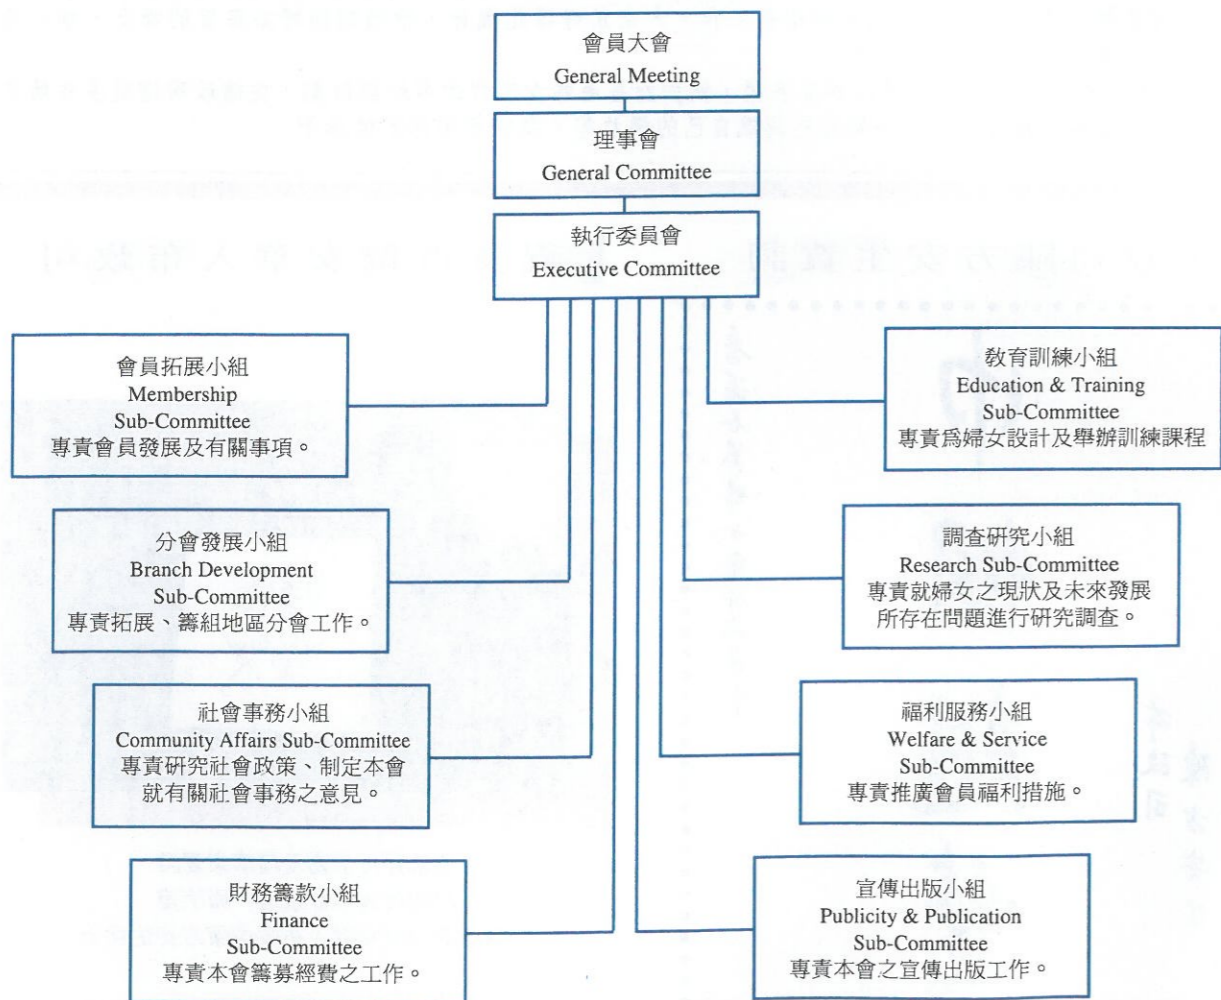 會員大會
General Meeting
理事會
General Committee
執行委員會
Executive Committee
會員拓展小組
Membership
Sub-Committee
專責會員發展及有關事項。
分會發展小組
Branch Development
Sub-Committee
專責拓展、籌組地區分會工作。
社會事務小組
Community Affairs Sub-Committee
專責研究社會政策、制定本會
就有關社會事務之意見。
財務籌款小組
Finance
Sub-Committee
專責本會籌募經費之工作。
教育訓練小組
Education & Training
Sub-Committee
專責爲婦女設計及舉辦訓練課程
調查研究小組
Research Sub-Committee
專責就婦女之現狀及未來發展
所存在問題進行研究調查。
福利服務小組
Welfare & Service
Sub-Committee
專責推廣會員福利措施。
宣傳出版小組
Publicity & Publication
Sub-Committee
專責本會之宣傳出版工作。